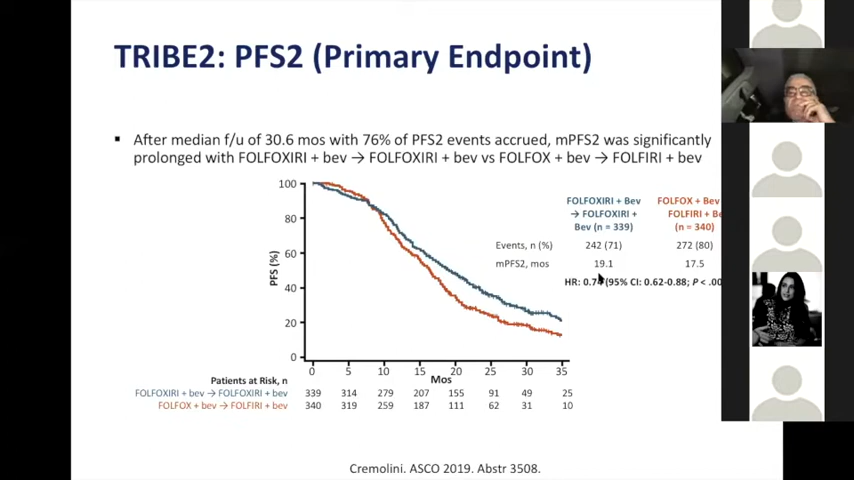 TRIBE2: PFS2 (Primary Endpoint)
▪ After median f/u of 30.6 mos with 76% of PFS2 events accrued, mPFS2 was significantly
prolonged with FOLFOXIRI + bev → FOLFOXIRI + bev vs FOLFOX + bev → FOLFIRI + bev
FOLFOXIRI + Bev FOLFOX + Bev
→ FOLFOXIRI + FOLFIRI +
Bev (n = 339) (n = 340)
Events, n (%) 242 (71) 272 (80)
mPFS2, mos 19.1 17.5
HR: (95% CI: 0.62-0.88; P < .00
PFS (%)
100
80
60
40
20
0
0 5 10 15 20 25 30 35
Mos
Patients at Risk, n
FOLFOXIRI + bev → FOLFOXIRI + bev 339 314 279 207 155 91 49 25
FOLFOX + bev → FOLFIRI + bev 340 319 259 187 111 62 31 10
Cremolini. ASCO 2019. Abstr 3508.